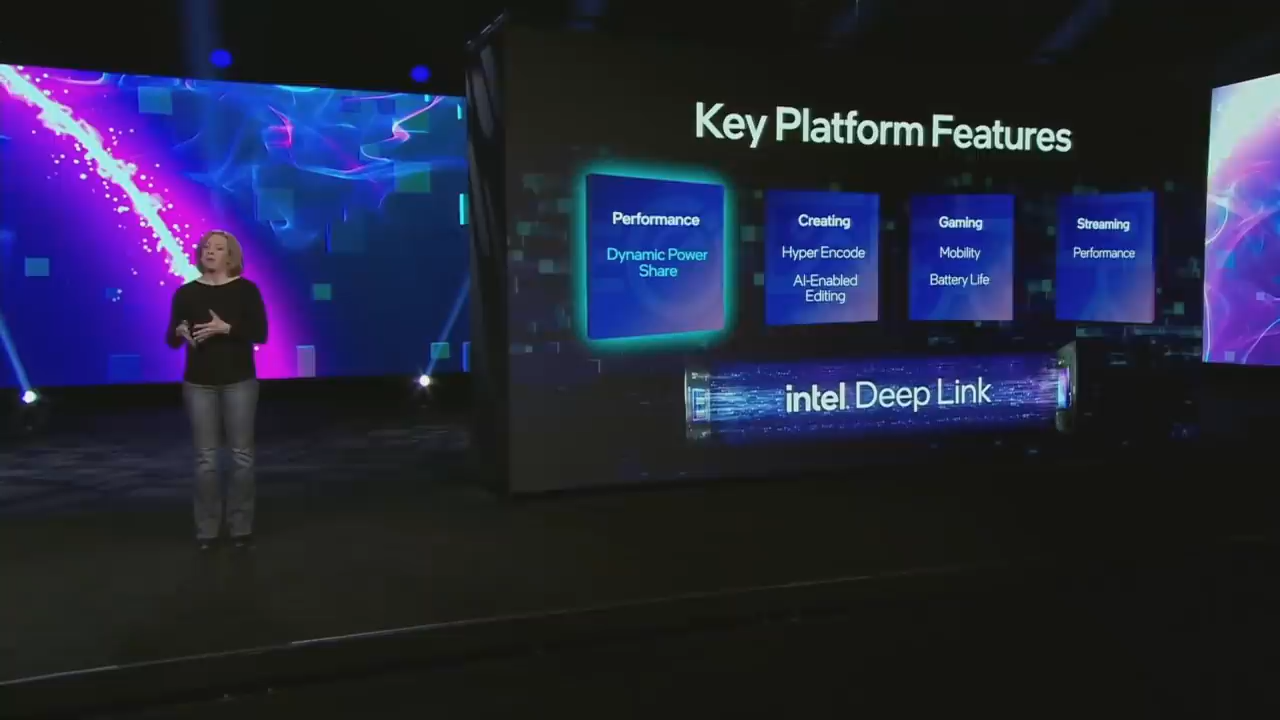 Key Platform Features
Performance
Dynamic Power
Share
Creating
Hyper Encode
AI-Enabled
Editing
Gaming
Mobility
Battery Life
Streaming
Performance
intel. Deep Link